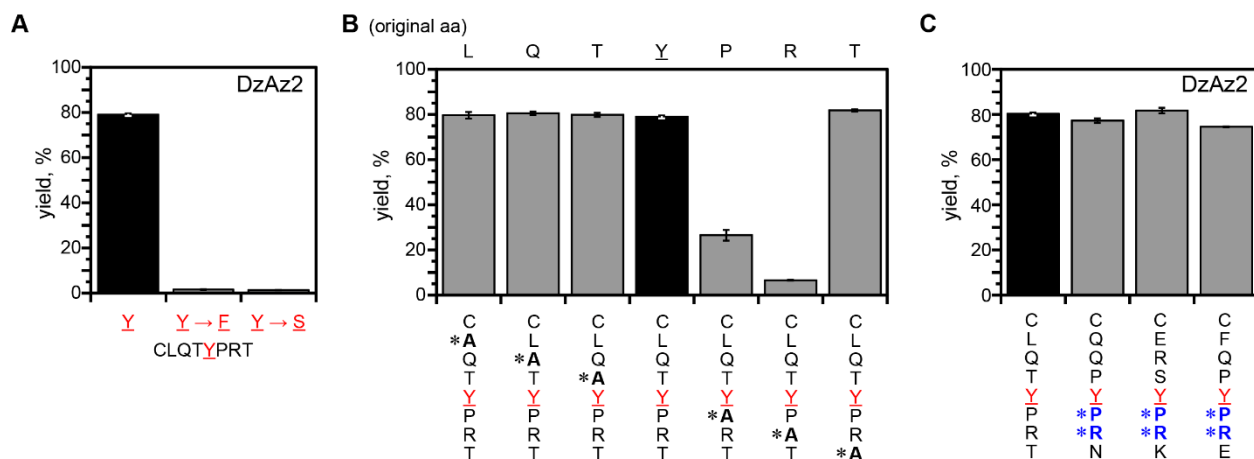 A
yield, %
100
80
60
40
20
0
DzAz2
Y Y → F Y → S
CLQTYPRT
B (original aa)
L Q T Y P R T
yield, %
100
80
60
40
20
0
C C C C C C C
*A L L L L L L
Q *A Q Q Q Q Q
T T *A T T T T
Y Y Y Y Y Y Y
P P P P *A P P
R R R R R *A R
T T T T T T *A
C
yield, %
100
80
60
40
20
0
DzAz2
C C C C
L Q E F
Q Q R Q
T P S P
Y Y Y Y
P *P *P *P
R *R *R *R
T N K E